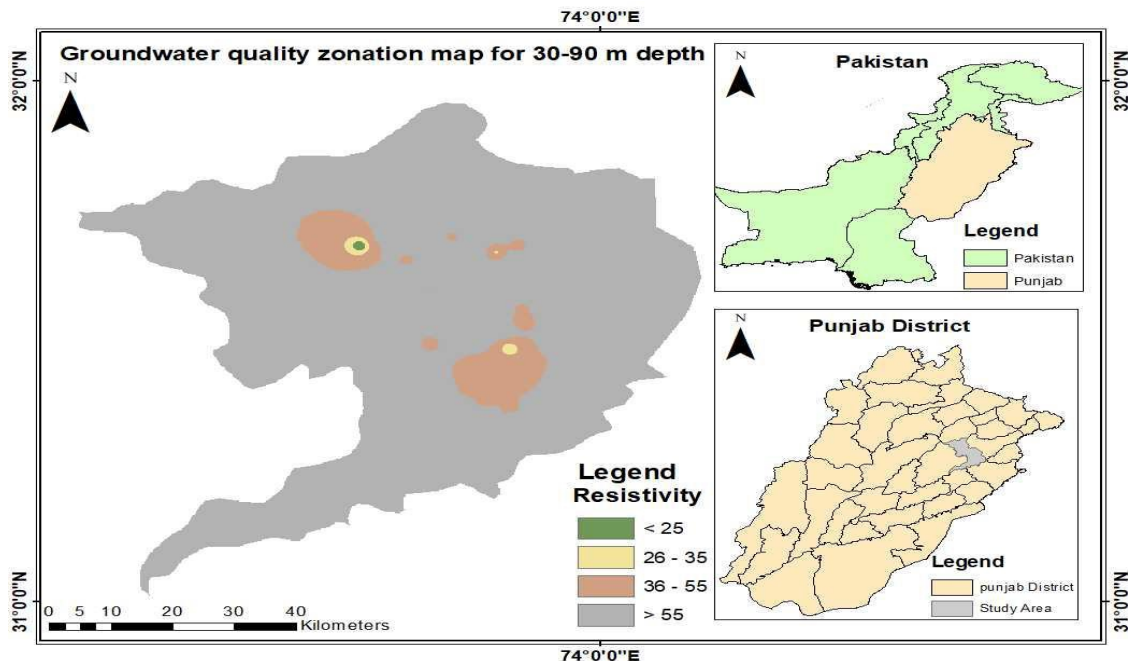 74°0'0"E
Groundwater quality zonation map for 30-90 m depth
N
32°0'0"N
Pakistan
N
32°0'0"N
Legend
Pakistan
Punjab
Punjab District
N
Legend
punjab District
Study Area
Legend
Resistivity
< 25
26 - 35
36 - 55
> 55
0 5 10 20 30 40
Kilometers
31°0'0"N
31°0'0"N
74°0'0"E